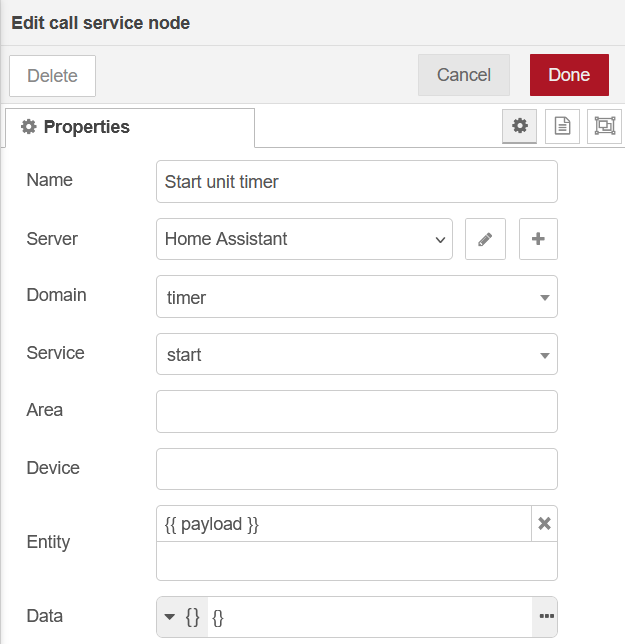 Edit call service node
Delete
Cancel
Done
Properties
Name
Start unit timer
Server
Home Assistant
Domain
timer
Service
start
Area
Device
Entity
{{ payload }}
Data
{} {}